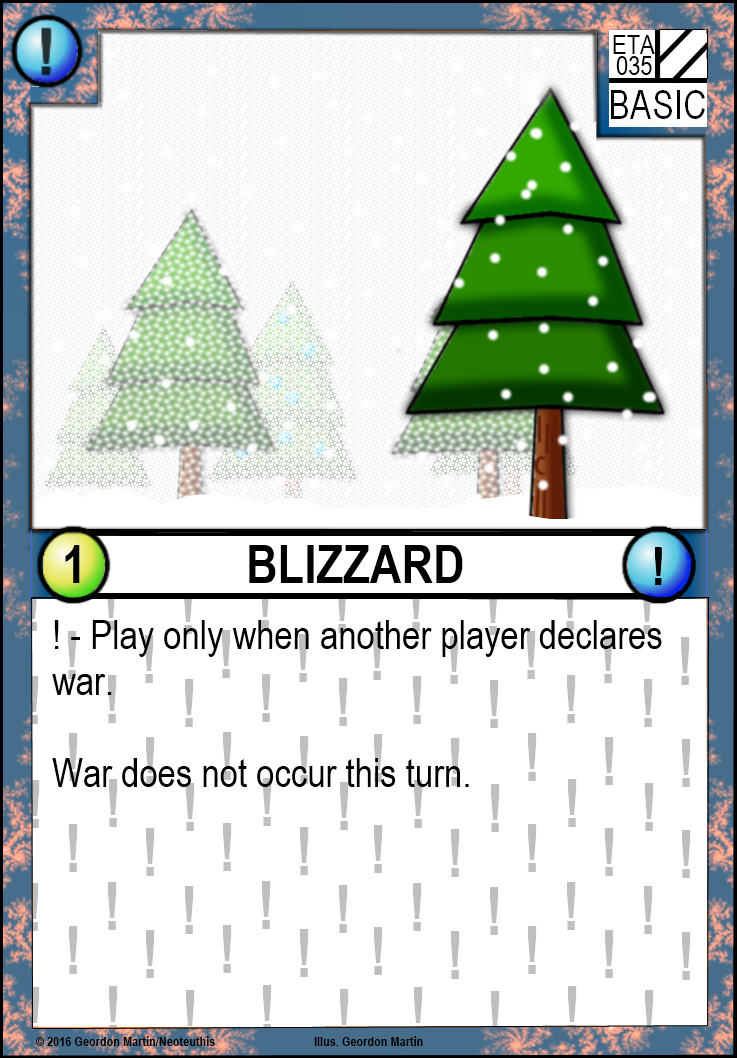 !
ETA
035
BASIC
1
BLIZZARD
!
! - Play only when another player declares
war.
War does not occur this turn.
© 2016 Geordon Martin/Neoteuthis
Illus. Geordon Martin